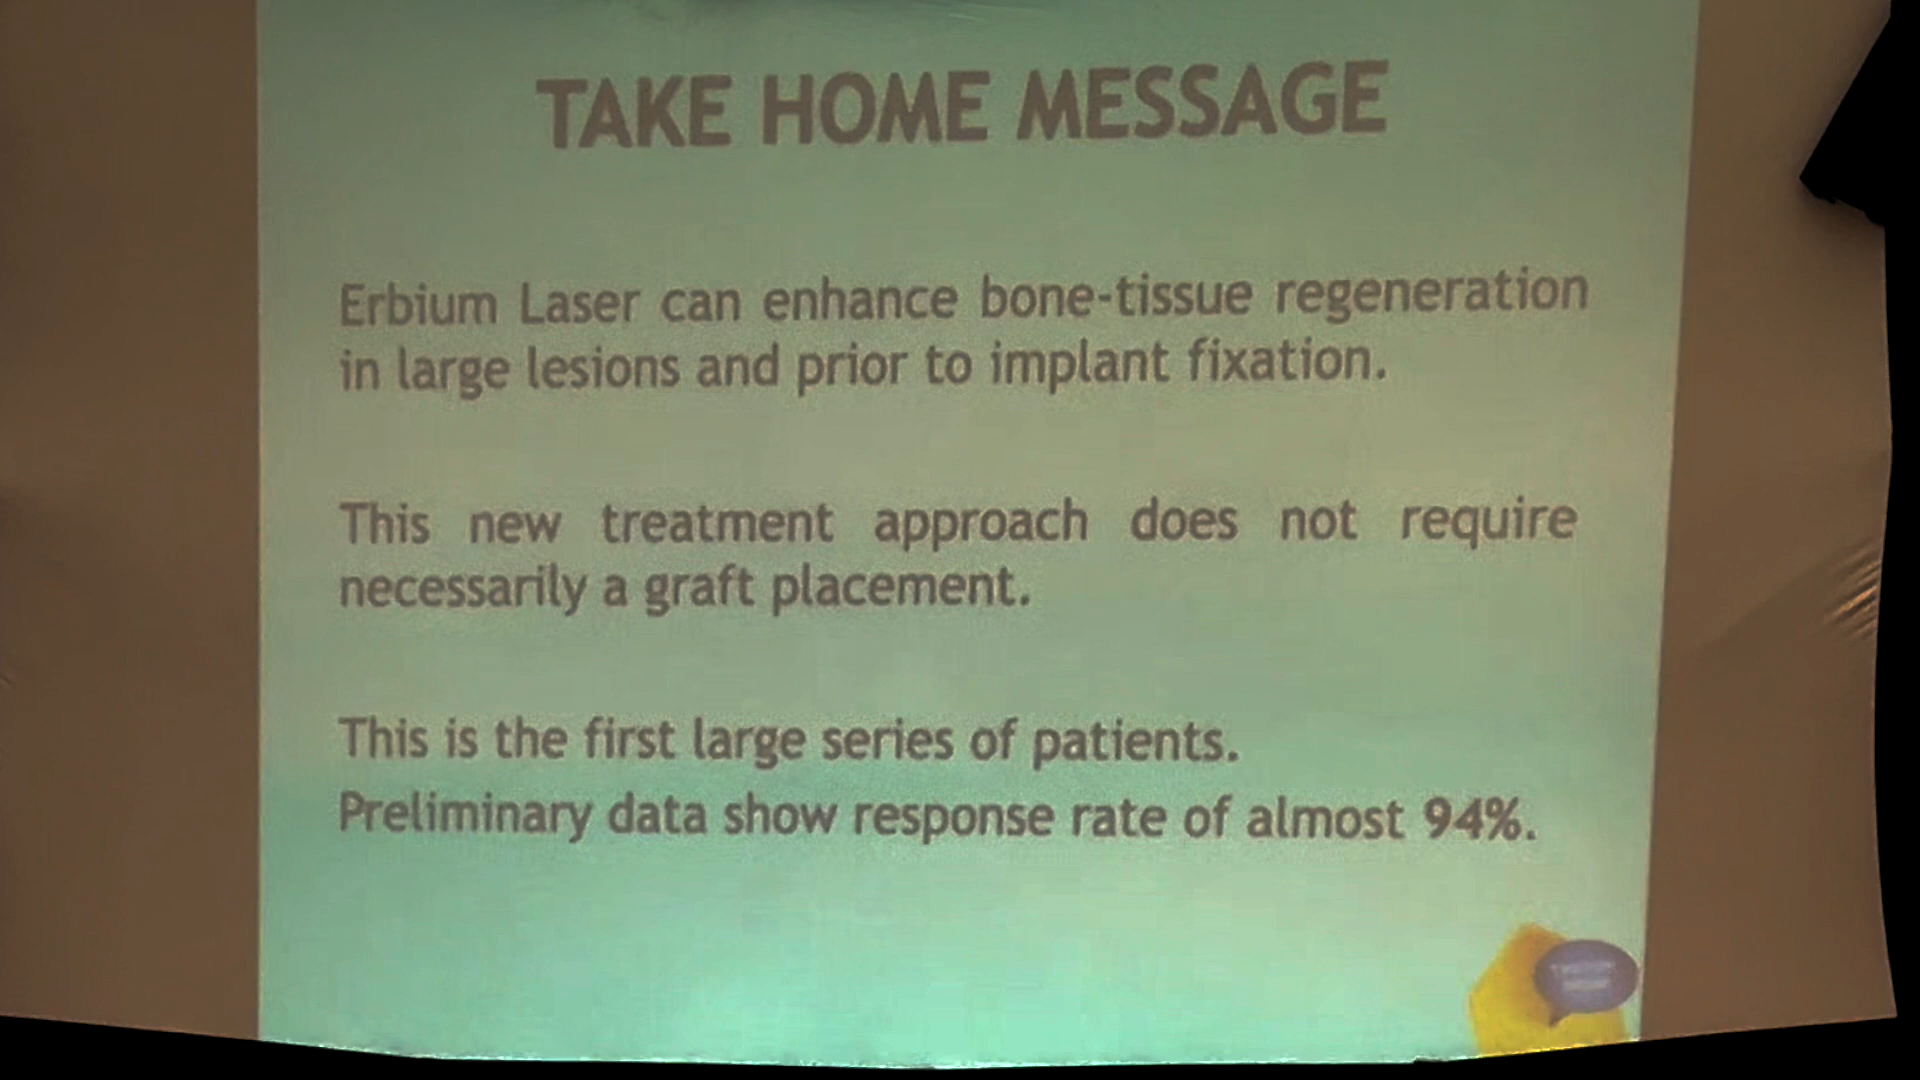 TAKE HOME MESSAGE
Erbium Laser can enhance bone-tissue regeneration
in large lesions and prior to implant fixation.
This new treatment approach does not require
necessarily a graft placement.
This is the first large series of patients.
Preliminary data show response rate of almost 94%.